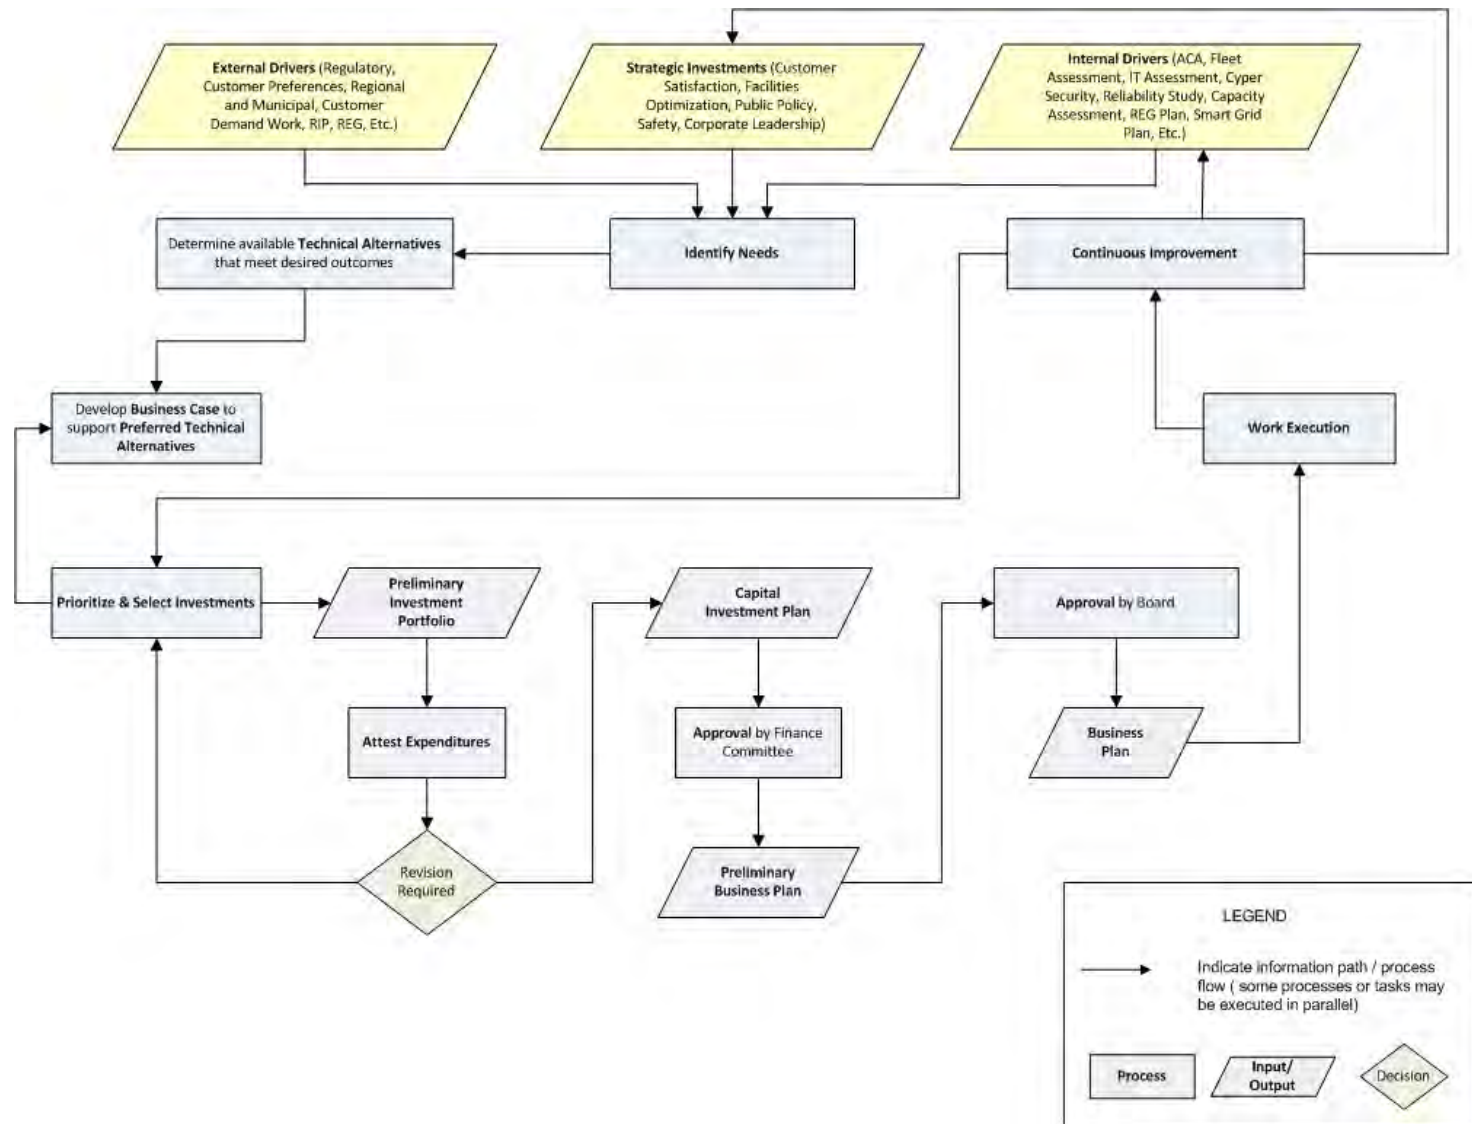 External Drivers (Regulatory,
Customer Preferences, Regional
and Municipal, Customer
Demand Work, RIP, REG, Etc.)
Strategic Investments (Customer
Satisfaction, Facilities
Optimization, Public Policy,
Safety, Corporate Leadership)
Internal Drivers (ACA, Fleet
Assessment, IT Assessment, Cyper
Security, Reliability Study, Capacity
Assessment, REG Plan, Smart Grid
Plan, Etc.)
Determine available Technical Alternatives
that meet desired outcomes
Identify Needs
Continuous Improvement
Develop Business Case to
support Preferred Technical
Alternatives
Work Execution
Prioritize & Select Investments
Preliminary
Investment
Portfolio
Capital
Investment Plan
Approval by Board
Attest Expenditures
Approval by Finance
Committee
Business
Plan
Revision
Required
Preliminary
Business Plan
LEGEND
Indicate information path / process
flow ( some processes or tasks may
be executed in parallel)
Process
Input/
Output
Decision